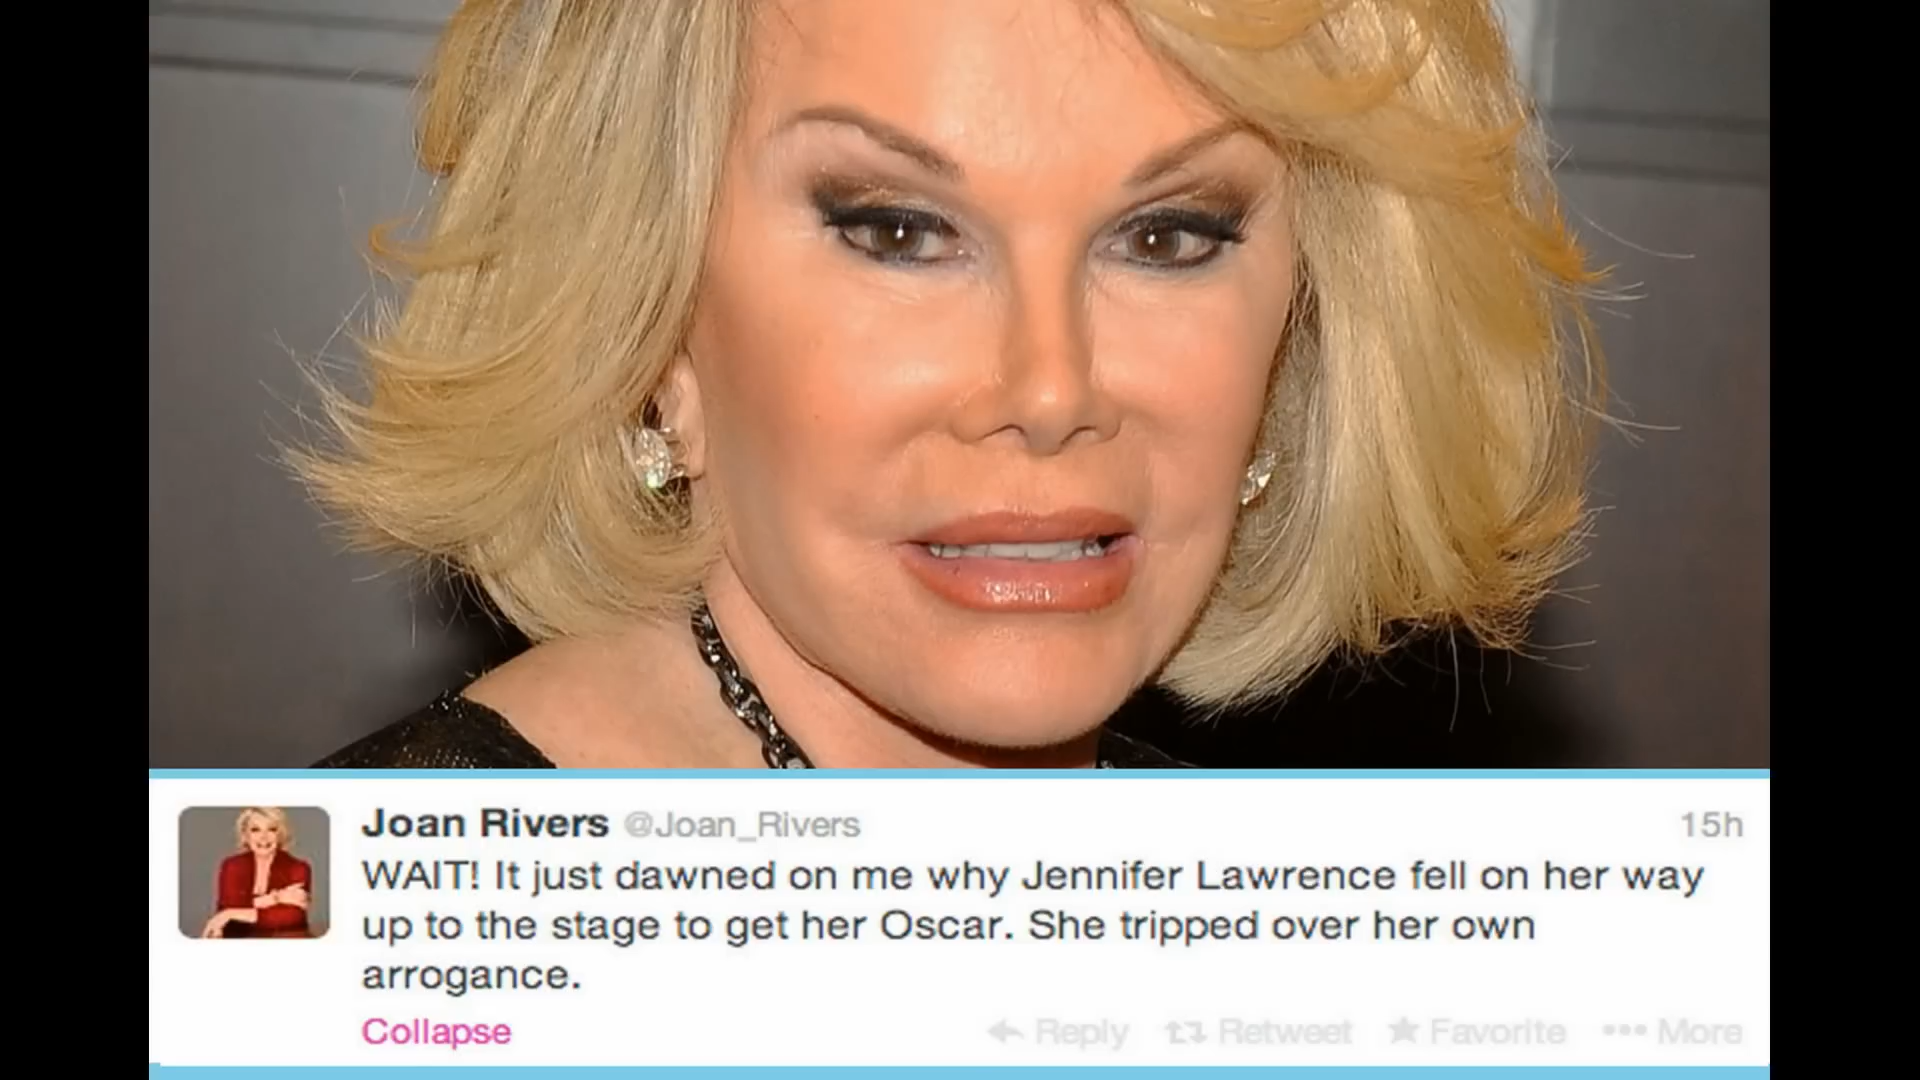 Joan Rivers @Joan_Rivers 15h
WAIT! It just dawned on me why Jennifer Lawrence fell on her way
up to the stage to get her Oscar. She tripped over her own
arrogance.
Collapse Reply Retweet Favorite More